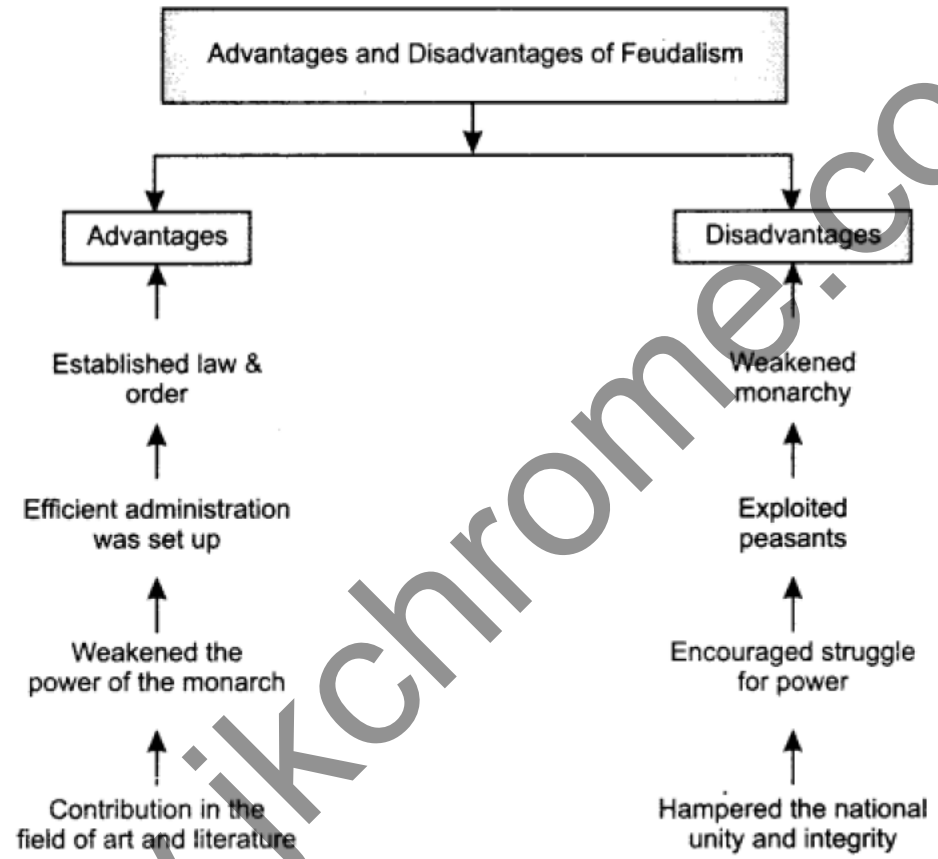 Advantages and Disadvantages of Feudalism
Advantages
Established law &
order
Efficient administration
was set up
Weakened the
power of the monarch
Contribution in the
field of art and literature
Disadvantages
Weakened
monarchy
Exploited
peasants
Encouraged struggle
for power
Hampered the national
unity and integrity
jkchrome.co